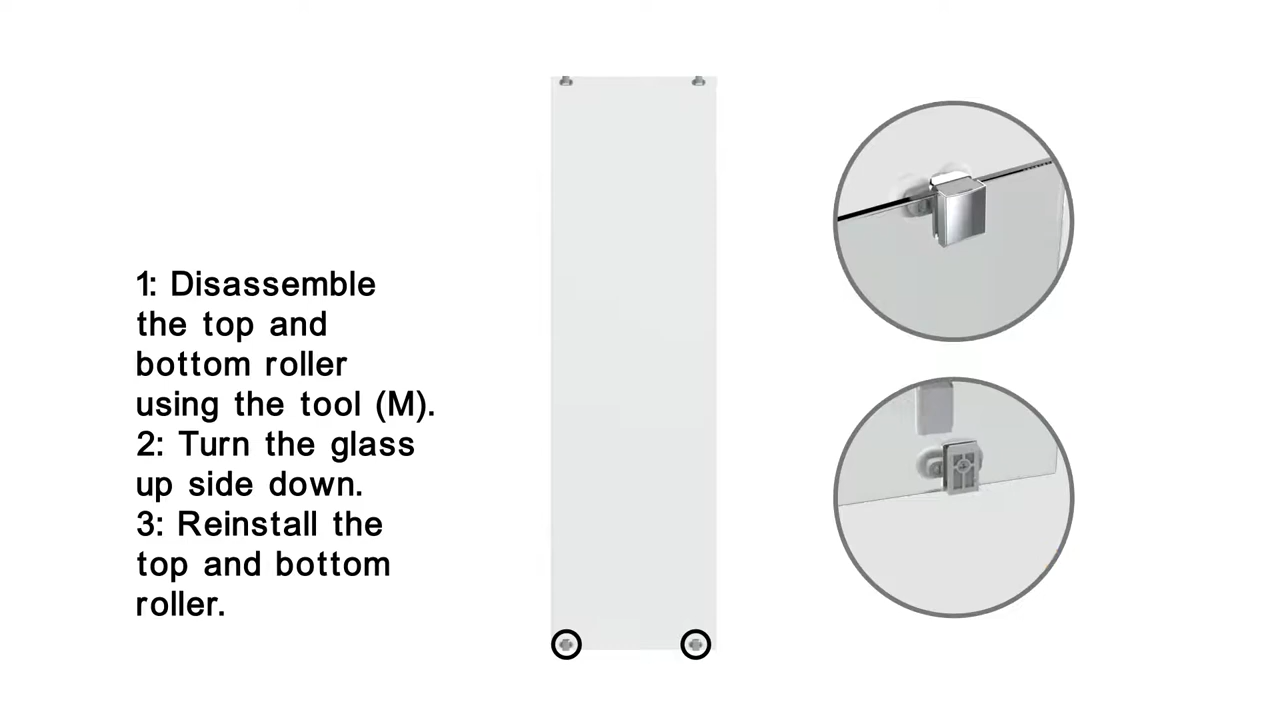 1: Disassemble
the top and
bottom roller
using the tool (M).
2: Turn the glass
up side down.
3: Reinstall the
top and bottom
roller.